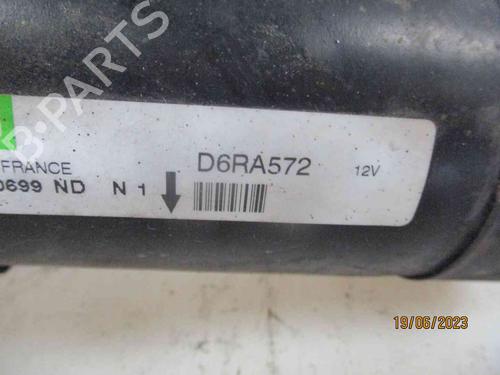 B-PARTS
FRANCE
D6RA572
12V
0699 ND N 1
19/06/2023